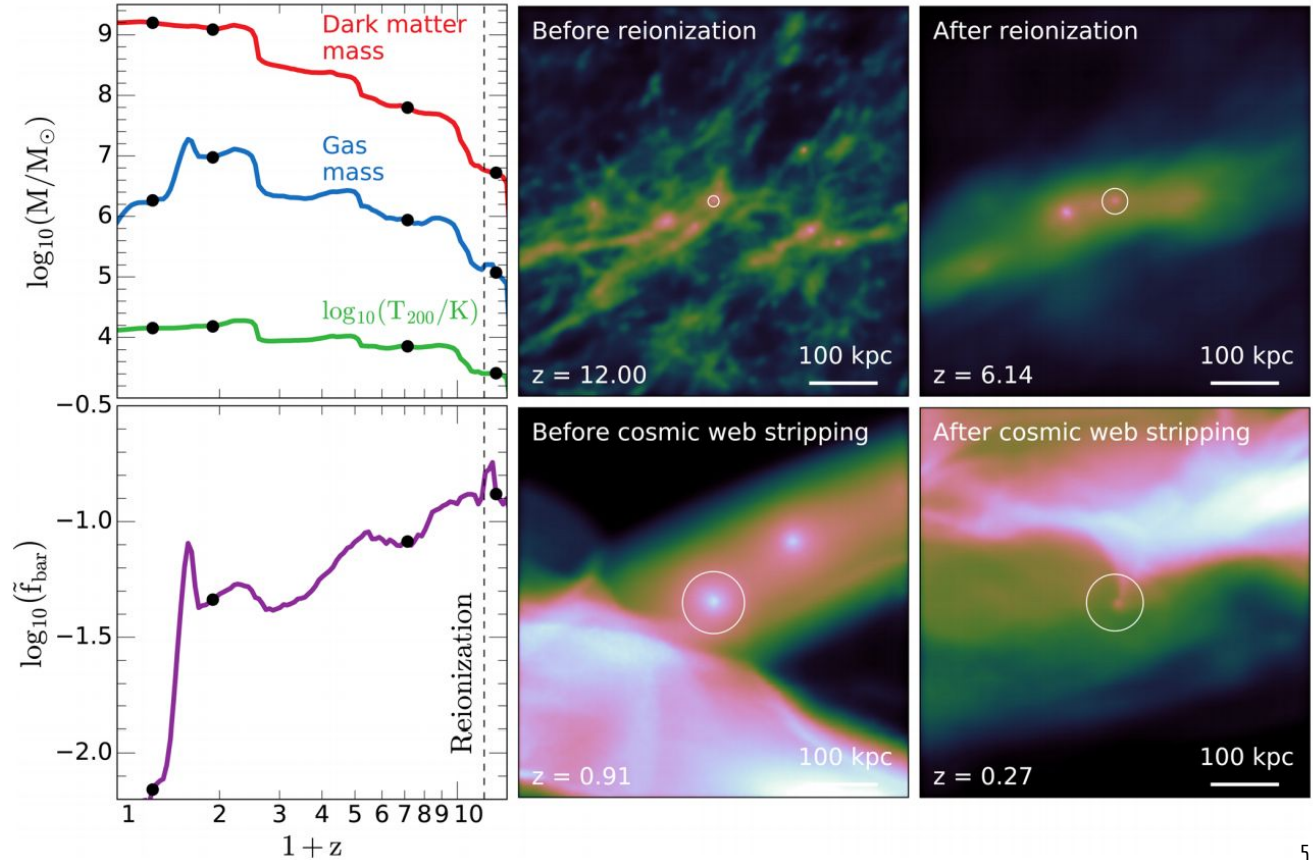 Dark matter
mass
Gas
mass
log₁₀(T₂₀₀/K)
log₁₀(M/M⊙)
9
8
7
6
5
4
Before reionization
z = 12.00
100 kpc
After reionization
z = 6.14
100 kpc
−0.5
−1.0
−1.5
−2.0
log₁₀(f̃_bar)
Reionization
1 2 3 4 5 6 7 8 9 10
1 + z
Before cosmic web stripping
z = 0.91
100 kpc
After cosmic web stripping
z = 0.27
100 kpc
5